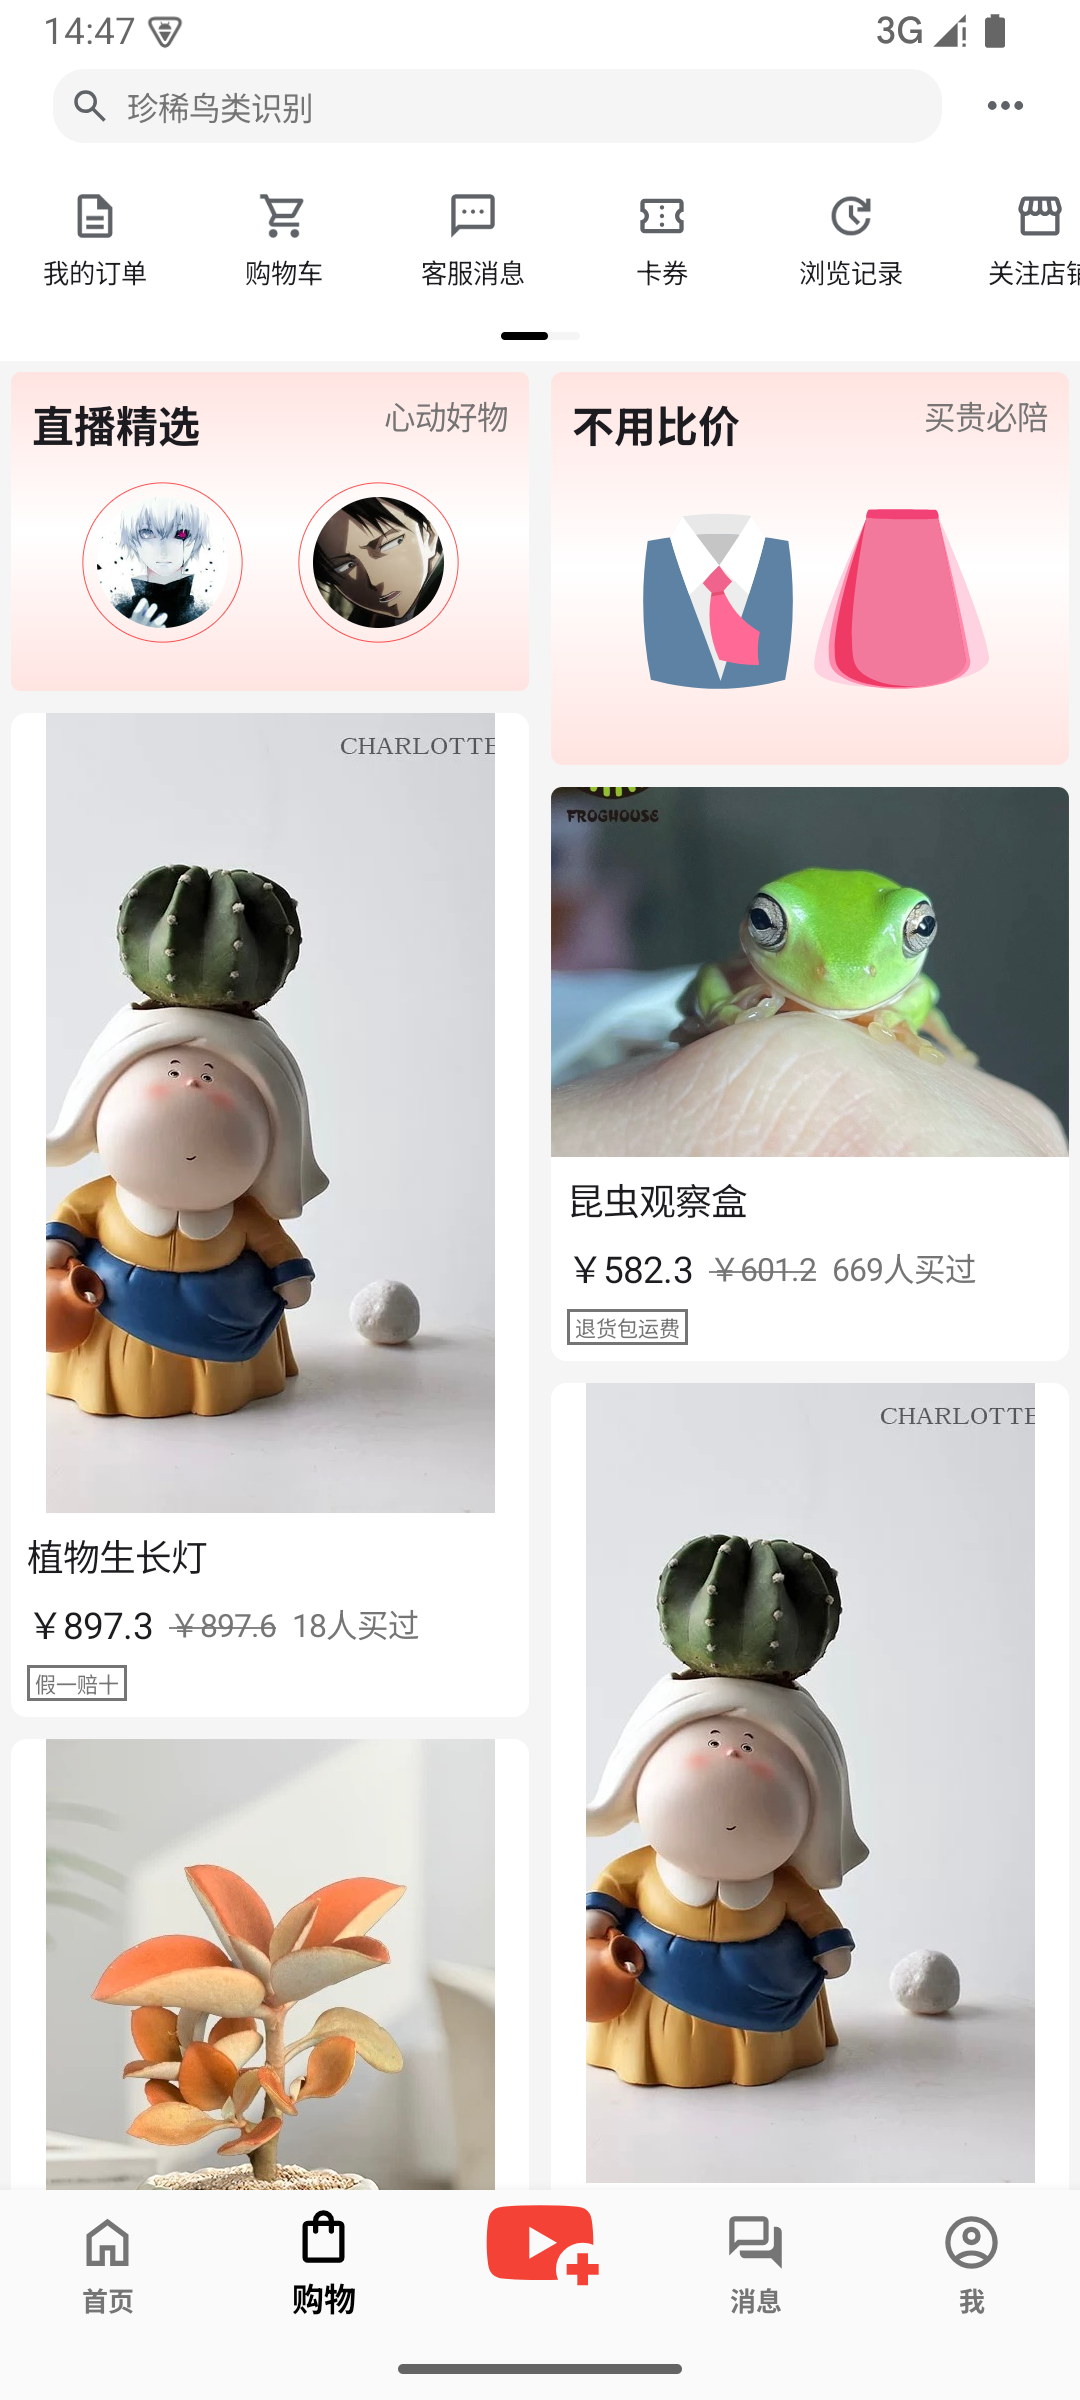 14:47
3G
珍稀鸟类识别
我的订单
购物车
客服消息
卡券
浏览记录
关注店铺
直播精选
心动好物
不用比价
买贵必陪
CHARLOTTE
FROGHOUSE
昆虫观察盒
￥582.3 ￥601.2 669人买过
退货包运费
CHARLOTTE
植物生长灯
￥897.3 ￥897.6 18人买过
假一赔十
首页
购物
消息
我